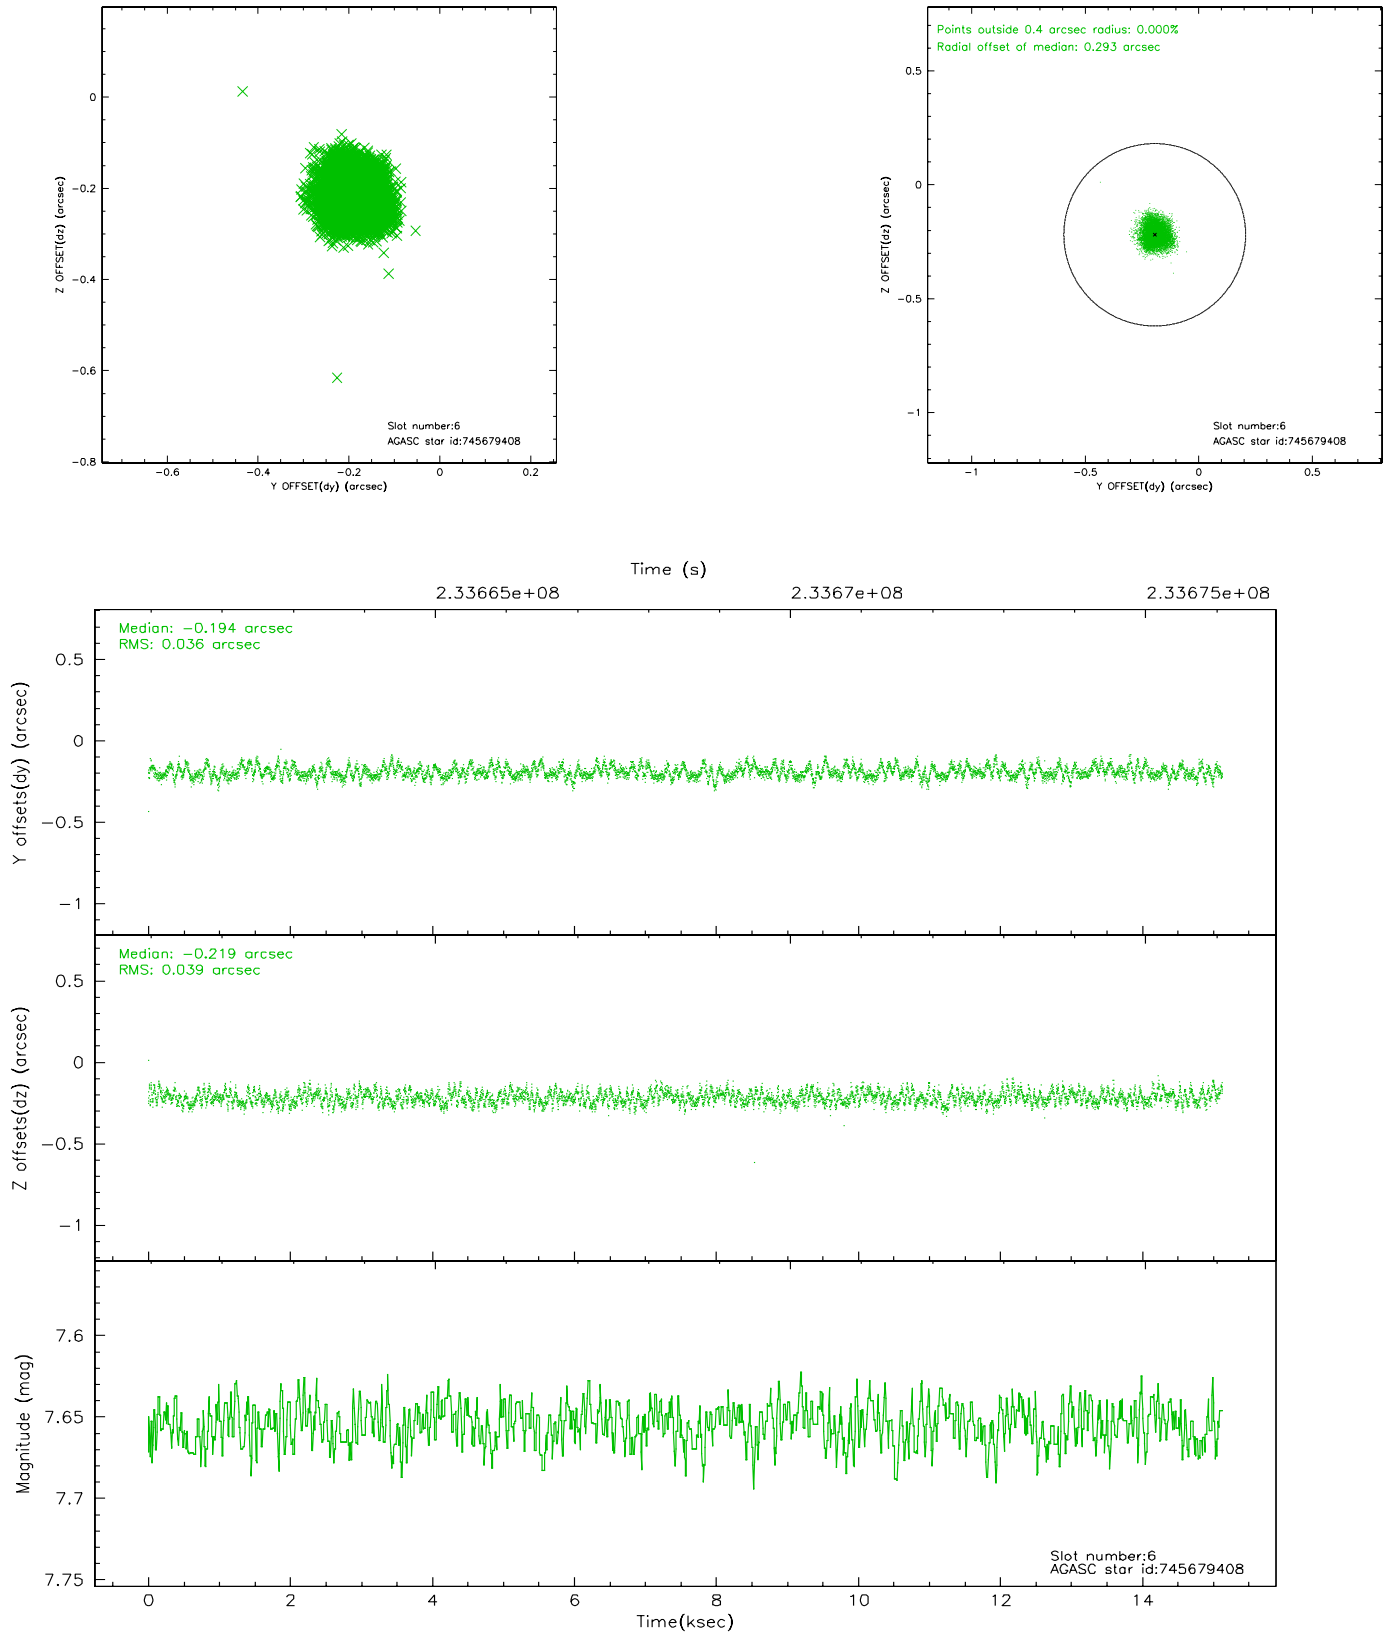 0
−0.2
−0.4
−0.6
−0.8
Z OFFSET(dz) (arcsec)
Slot number:6
AGASC star id:745679408
−0.6
−0.4
−0.2
0
0.2
Y OFFSET(dy) (arcsec)
Points outside 0.4 arcsec radius: 0.000%
Radial offset of median: 0.293 arcsec
0.5
0
−0.5
−1
Z OFFSET(dz) (arcsec)
Slot number:6
AGASC star id:745679408
−1
−0.5
0
0.5
Y OFFSET(dy) (arcsec)
Time (s)
2.33665e+08
2.3367e+08
2.33675e+08
Median: −0.194 arcsec
RMS: 0.036 arcsec
0.5
0
−0.5
−1
Y offsets(dy) (arcsec)
Median: −0.219 arcsec
RMS: 0.039 arcsec
0.5
0
−0.5
−1
Z offsets(dz) (arcsec)
7.6
7.65
7.7
7.75
Magnitude (mag)
Slot number:6
AGASC star id:745679408
0
2
4
6
8
10
12
14
Time(ksec)